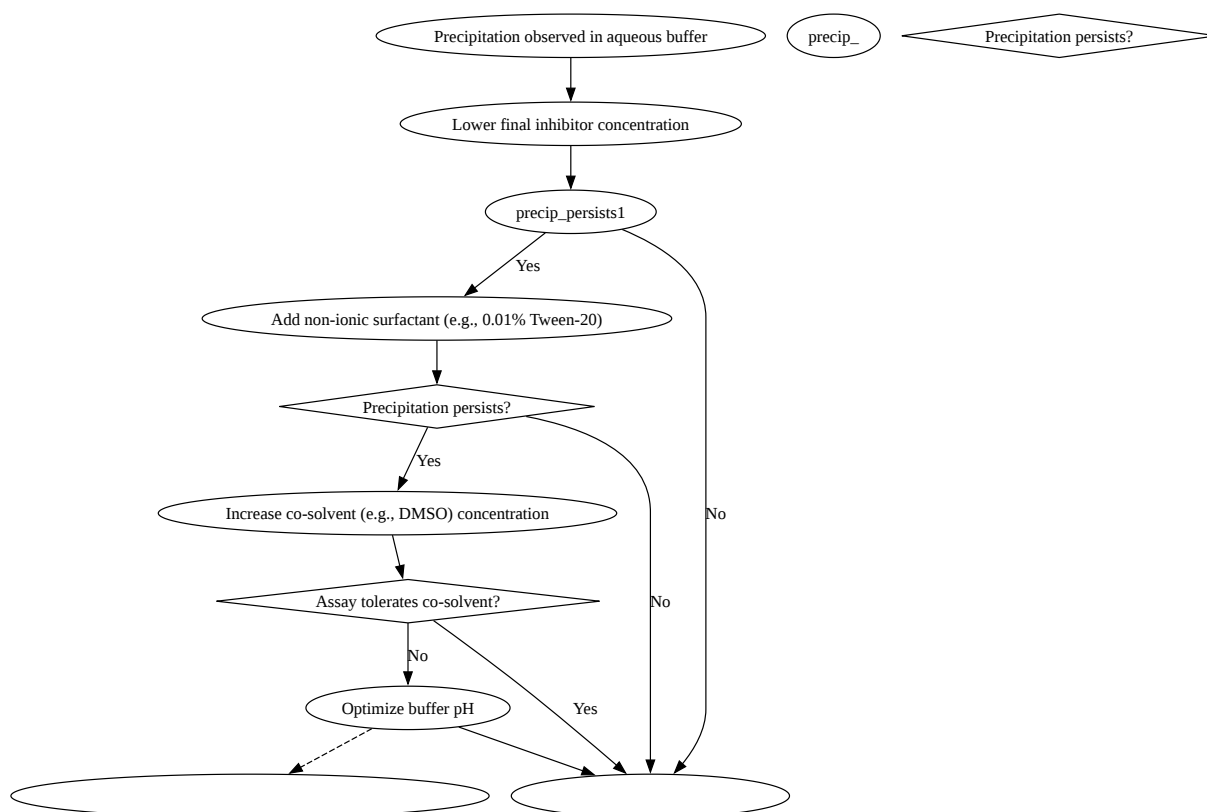 Precipitation observed in aqueous buffer
precip_
Precipitation persists?
Lower final inhibitor concentration
precip_persists1
Yes
Add non-ionic surfactant (e.g., 0.01% Tween-20)
Precipitation persists?
Yes
Increase co-solvent (e.g., DMSO) concentration
No
Assay tolerates co-solvent?
No
No
Optimize buffer pH
Yes